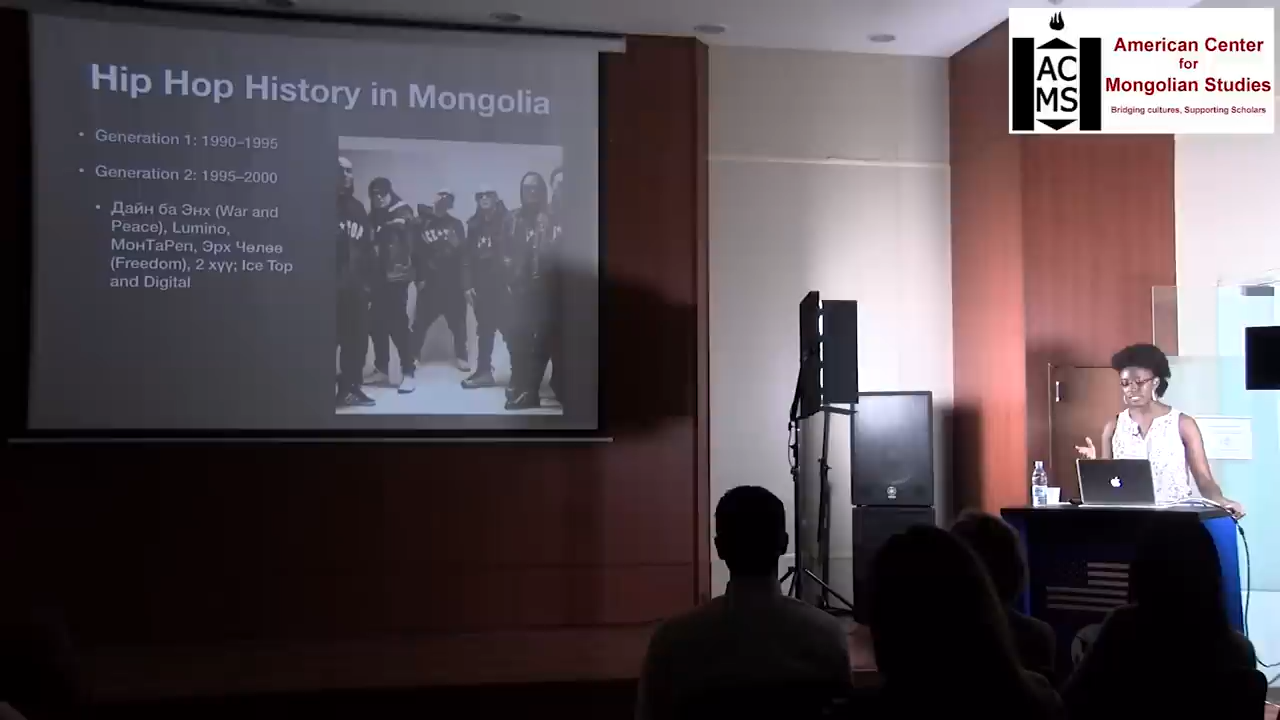 Hip Hop History in Mongolia
• Generation 1: 1990–1995
• Generation 2: 1995–2000
• Дайн ба Энх (War and
Peace), Lumino,
МонТаРеп, Эрх Чөлөө
(Freedom), 2 хүү; Ice Top
and Digital
AC
MS
American Center
for
Mongolian Studies
Bridging cultures, Supporting Scholars